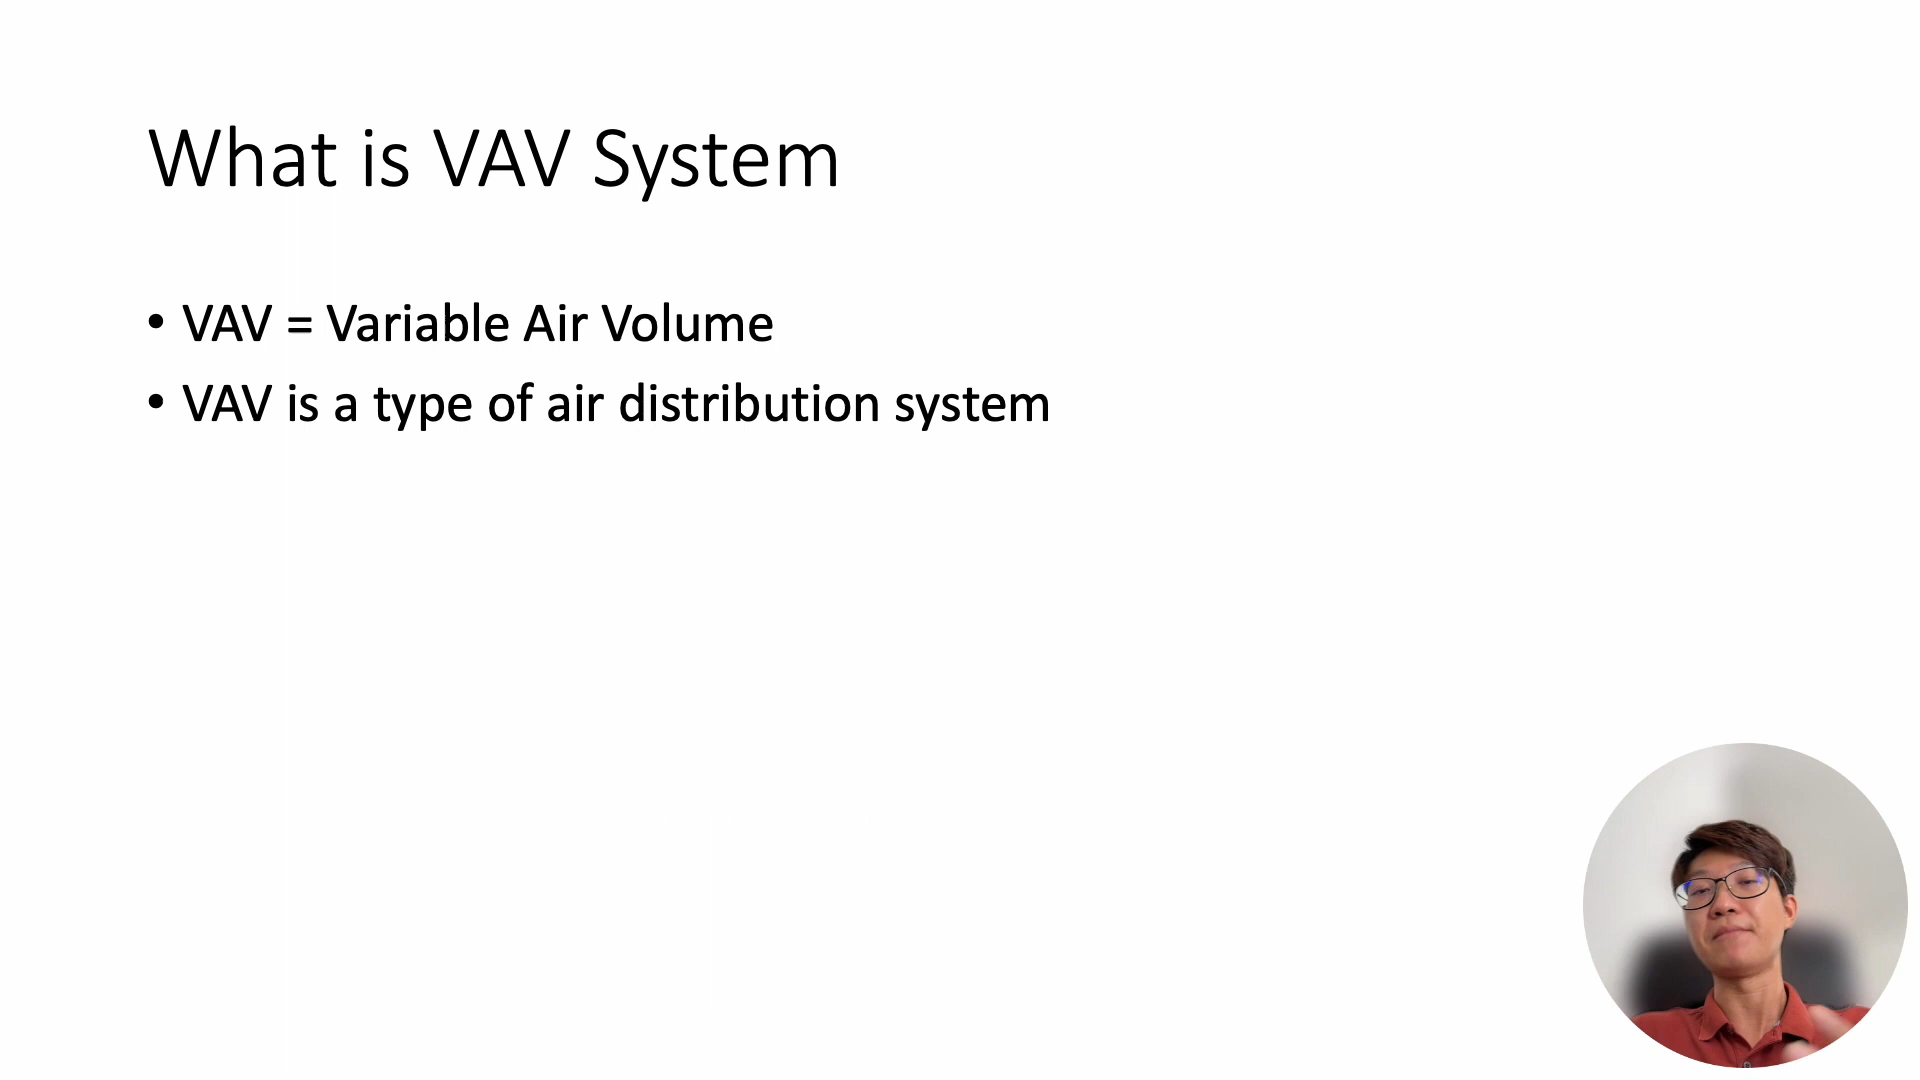 What is VAV System
• VAV = Variable Air Volume
• VAV is a type of air distribution system